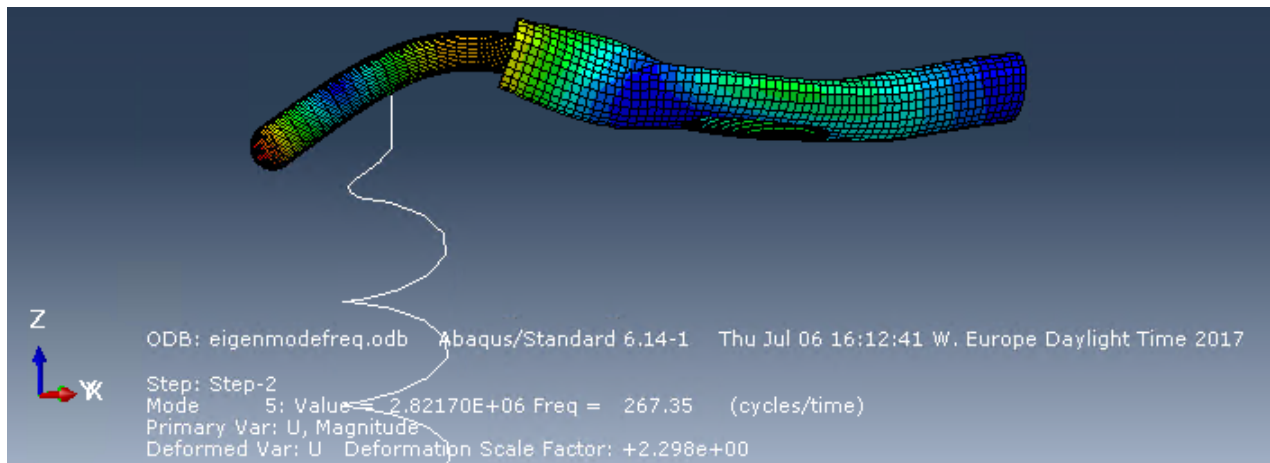 Z
YX
ODB: eigenmodefreq.odb Abaqus/Standard 6.14-1 Thu Jul 06 16:12:41 W. Europe Daylight Time 2017
Step: Step-2
Mode 5: Value = 2.82170E+06 Freq = 267.35 (cycles/time)
Primary Var: U, Magnitude
Deformed Var: U Deformation Scale Factor: +2.298e+00